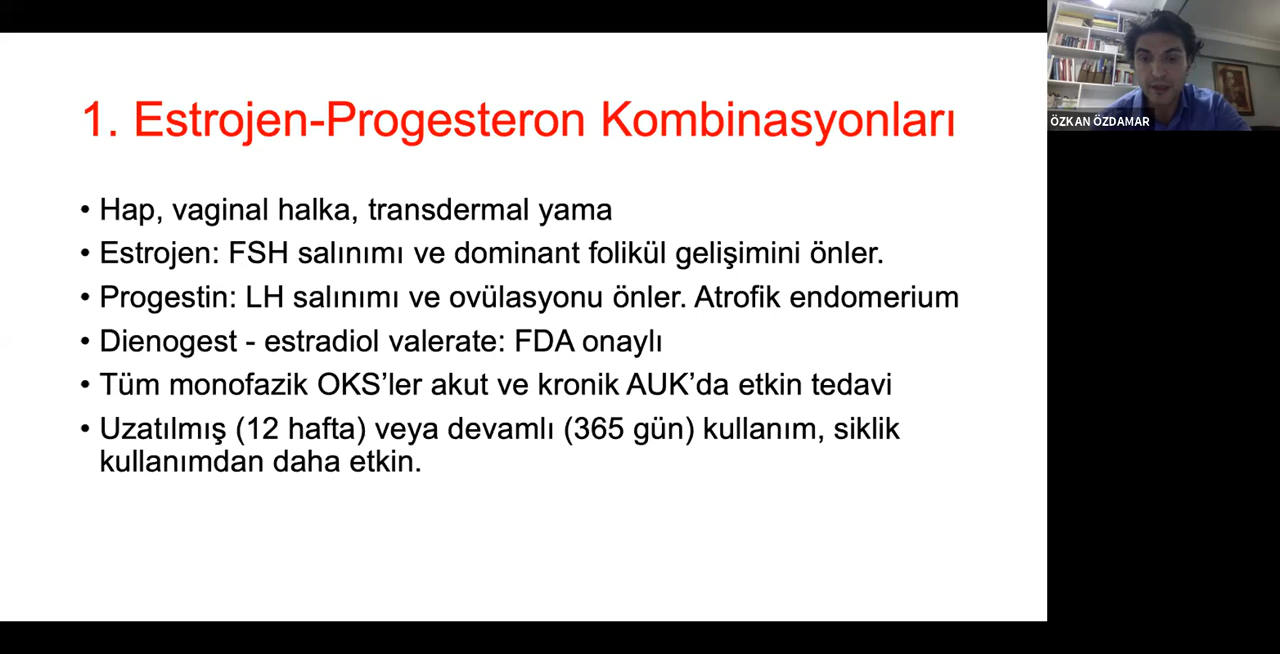 1. Estrojen-Progesteron Kombinasyonları
• Hap, vaginal halka, transdermal yama
• Estrojen: FSH salınımı ve dominant folikül gelişimini önler.
• Progestin: LH salınımı ve ovülasyonu önler. Atrofik endomerium
• Dienogest - estradiol valerate: FDA onaylı
• Tüm monofazik OKS’ler akut ve kronik AUK’da etkin tedavi
• Uzatılmış (12 hafta) veya devamlı (365 gün) kullanım, siklik
kullanımdan daha etkin.
ÖZKAN ÖZDAMAR